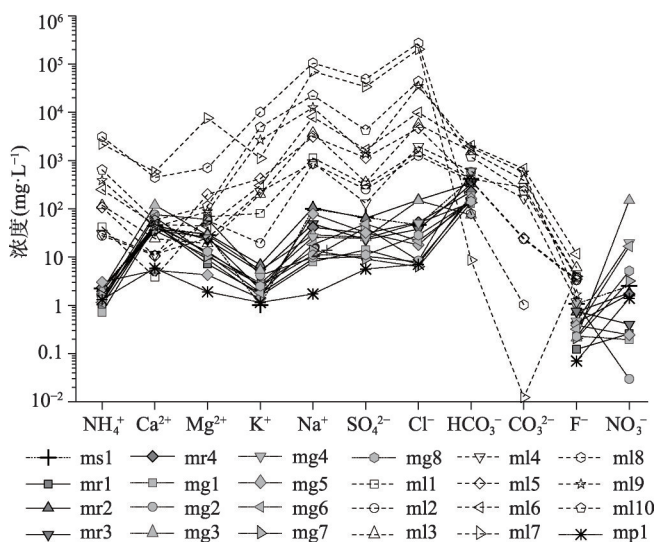 10⁶
10⁵
10⁴
10³
10²
10
1
0.1
10⁻²
浓度(mg·L⁻¹)
NH₄⁺ Ca²⁺ Mg²⁺ K⁺ Na⁺ SO₄²⁻ Cl⁻ HCO₃⁻ CO₃²⁻ F⁻ NO₃⁻
ms1 mr4 mg4 mg8 ml4 ml8
mr1 mg1 mg5 ml1 ml5 ml9
mr2 mg2 mg6 ml2 ml6 ml10
mr3 mg3 mg7 ml3 ml7 mp1